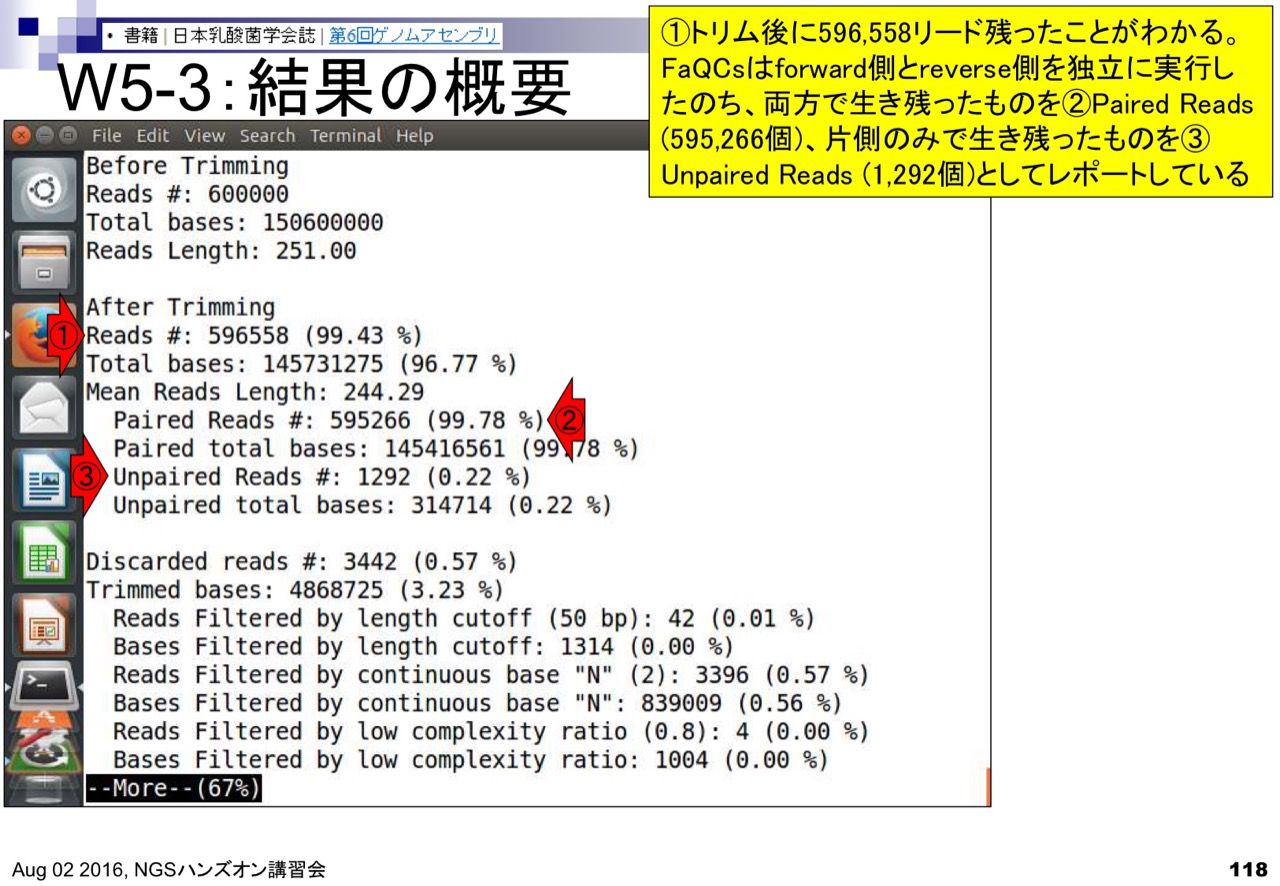 • 書籍 | 日本乳酸菌学会誌 | 第6回ゲノムアセンブリ
W5-3：結果の概要
①トリム後に596,558リード残ったことがわかる。
FaQCsはforward側とreverse側を独立に実行し
たのち、両方で生き残ったものを②Paired Reads
(595,266個)、片側のみで生き残ったものを③
Unpaired Reads (1,292個)としてレポートしている
File Edit View Search Terminal Help
Before Trimming
Reads #: 600000
Total bases: 150600000
Reads Length: 251.00
After Trimming
① Reads #: 596558 (99.43 %)
Total bases: 145731275 (96.77 %)
Mean Reads Length: 244.29
Paired Reads #: 595266 (99.78 %) ②
Paired total bases: 145416561 (99.78 %)
③ Unpaired Reads #: 1292 (0.22 %)
Unpaired total bases: 314714 (0.22 %)
Discarded reads #: 3442 (0.57 %)
Trimmed bases: 4868725 (3.23 %)
Reads Filtered by length cutoff (50 bp): 42 (0.01 %)
Bases Filtered by length cutoff: 1314 (0.00 %)
Reads Filtered by continuous base "N" (2): 3396 (0.57 %)
Bases Filtered by continuous base "N": 839009 (0.56 %)
Reads Filtered by low complexity ratio (0.8): 4 (0.00 %)
Bases Filtered by low complexity ratio: 1004 (0.00 %)
--More--(67%)
Aug 02 2016, NGSハンズオン講習会
118